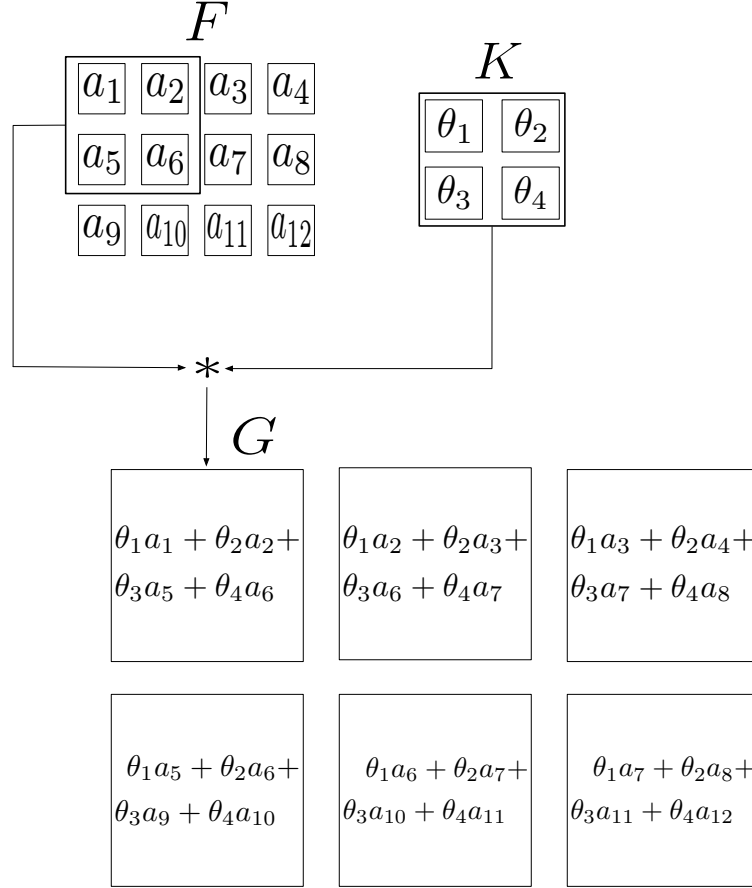 F
K
a₁ a₂ a₃ a₄
θ₁ θ₂
a₅ a₆ a₇ a₈
θ₃ θ₄
a₉ a₁₀ a₁₁ a₁₂
*
G
θ₁a₁ + θ₂a₂+
θ₃a₅ + θ₄a₆
θ₁a₂ + θ₂a₃+
θ₃a₆ + θ₄a₇
θ₁a₃ + θ₂a₄+
θ₃a₇ + θ₄a₈
θ₁a₅ + θ₂a₆+
θ₃a₉ + θ₄a₁₀
θ₁a₆ + θ₂a₇+
θ₃a₁₀ + θ₄a₁₁
θ₁a₇ + θ₂a₈+
θ₃a₁₁ + θ₄a₁₂